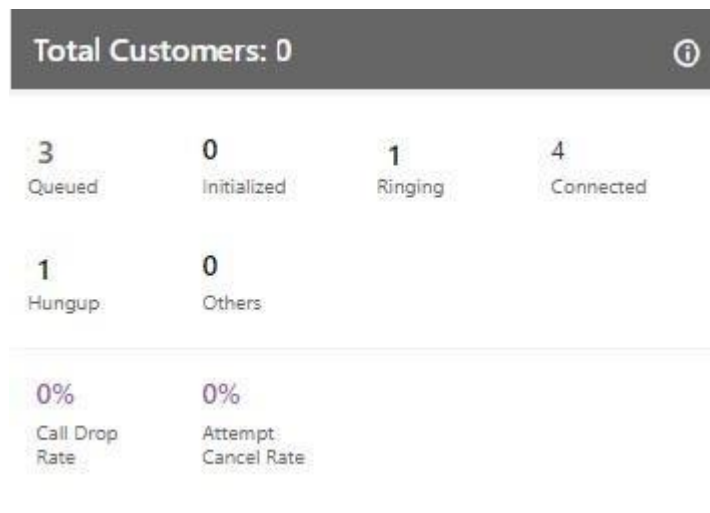 Total Customers: 0
3 0 1 4
Queued Initialized Ringing Connected
1 0
Hungup Others
0% 0%
Call Drop Attempt
Rate Cancel Rate